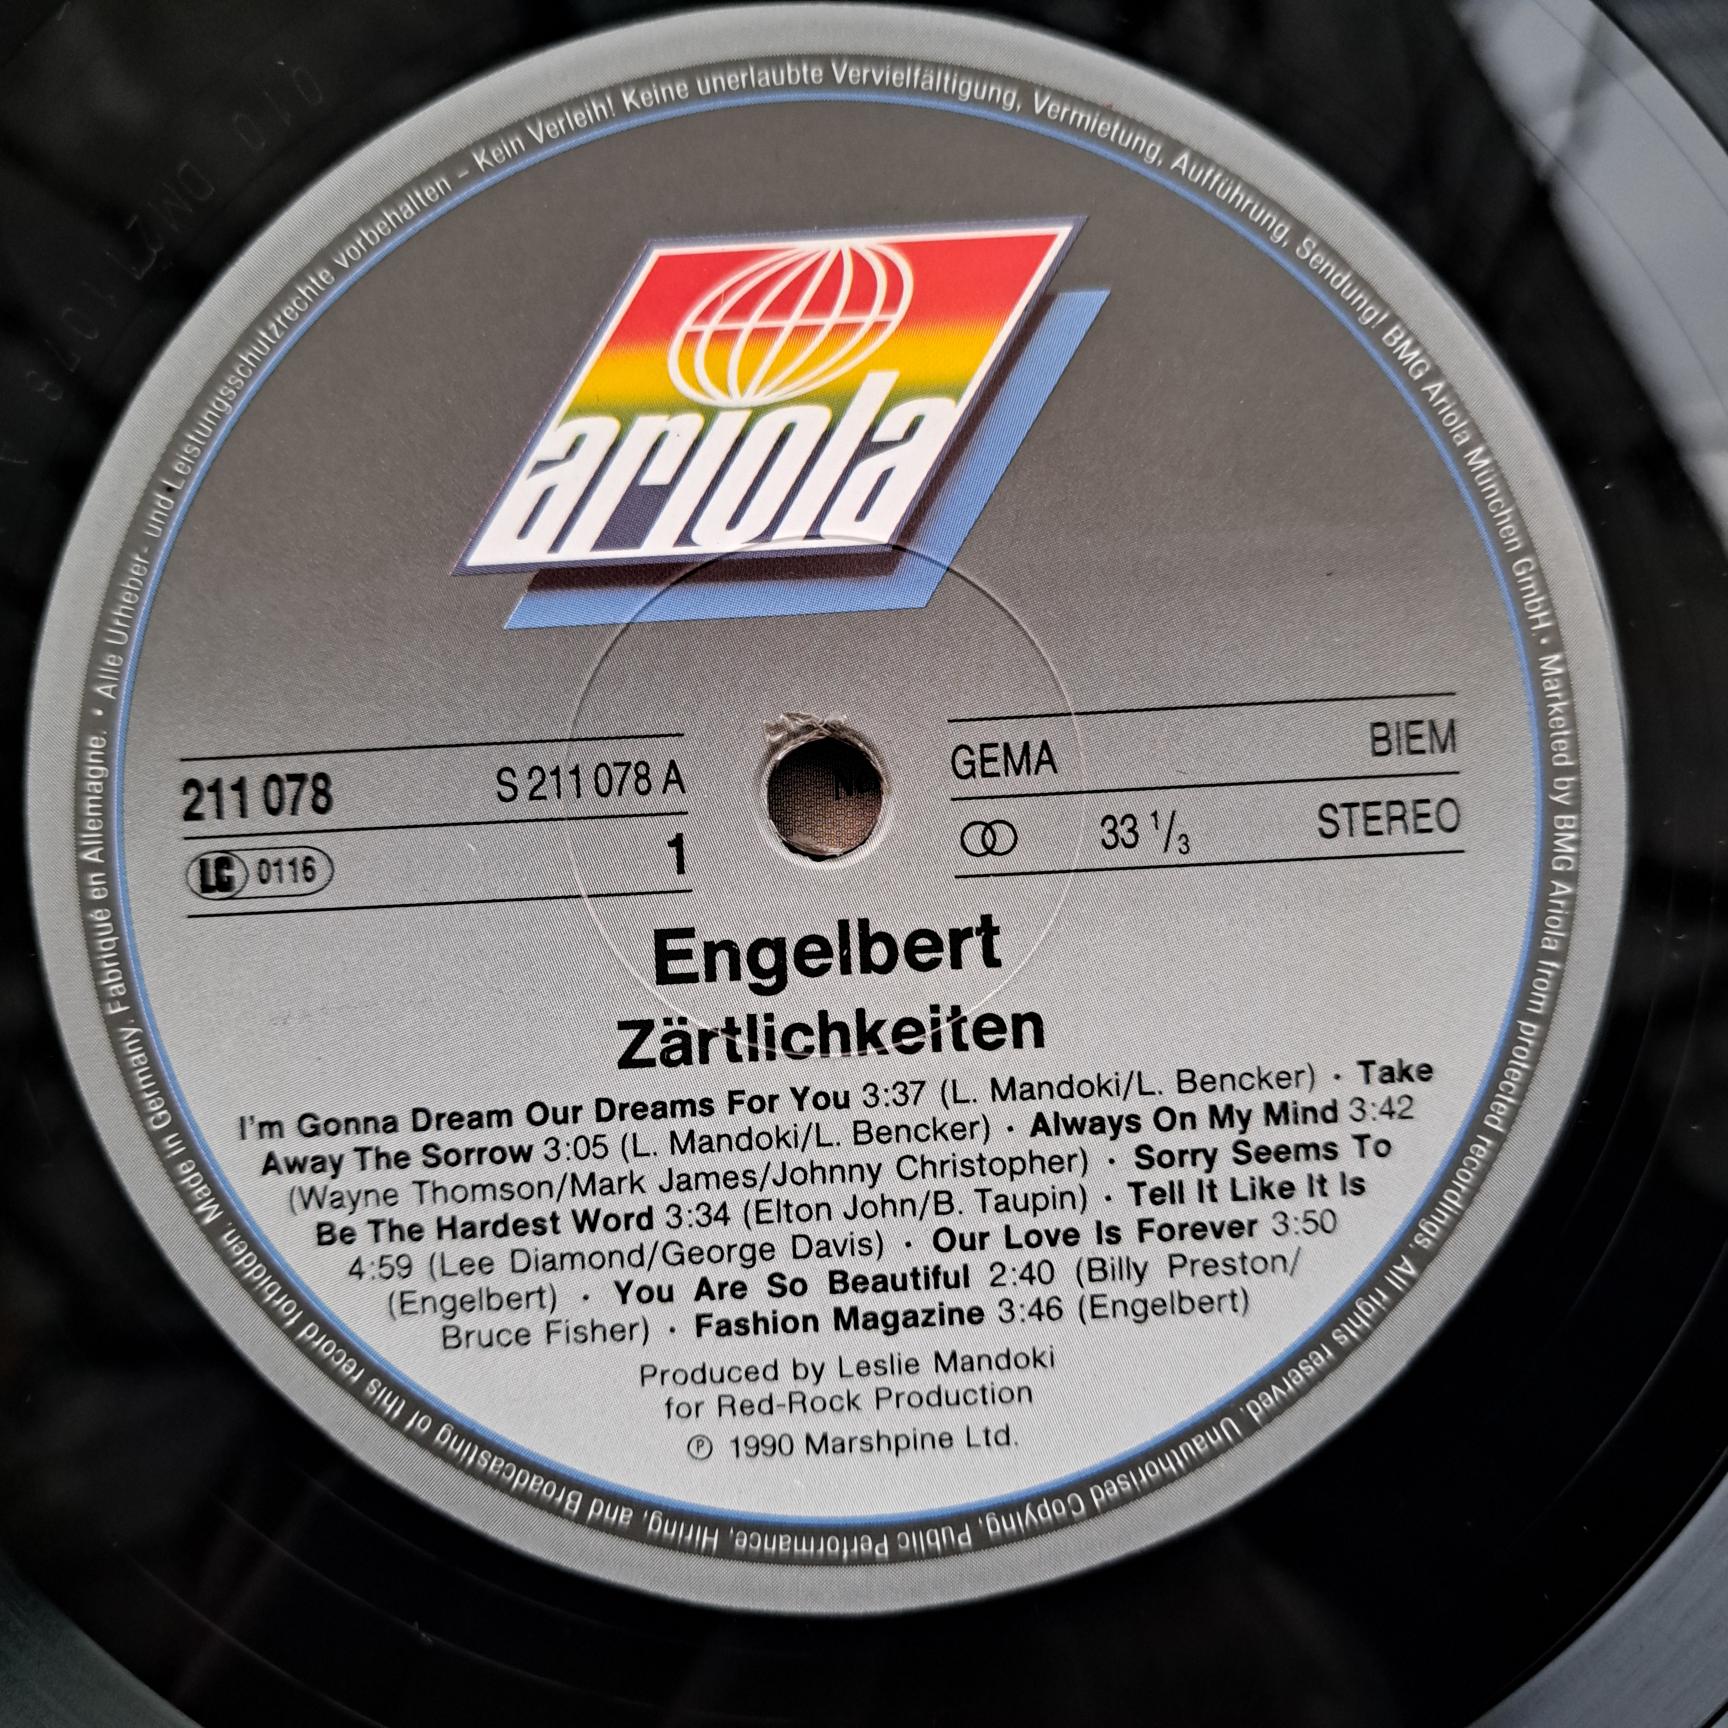 Alle Urheber- und Leistungsschutzrechte vorbehalten – Kein Verleih! Keine unerlaubte Vervielfältigung, Vermietung, Aufführung, Sendung! BMG Ariola München GmbH. • Marketed by BMG Ariola from protected recordings. All rights reserved. Unauthorised Copying, Public Performance, Hiring, and Broadcasting of this record forbidden. Made in Germany. Fabriqué en Allemagne. •
ariola
211 078 S 211 078 A
LC 0116 1
GEMA BIEM
33 1/3 STEREO
Engelbert
Zärtlichkeiten
I'm Gonna Dream Our Dreams For You 3:37 (L. Mandoki/L. Bencker) · Take
Away The Sorrow 3:05 (L. Mandoki/L. Bencker) · Always On My Mind 3:42
(Wayne Thomson/Mark James/Johnny Christopher) · Sorry Seems To
Be The Hardest Word 3:34 (Elton John/B. Taupin) · Tell It Like It Is
4:59 (Lee Diamond/George Davis) · Our Love Is Forever 3:50
(Engelbert) · You Are So Beautiful 2:40 (Billy Preston/
Bruce Fisher) · Fashion Magazine 3:46 (Engelbert)
Produced by Leslie Mandoki
for Red-Rock Production
℗ 1990 Marshpine Ltd.